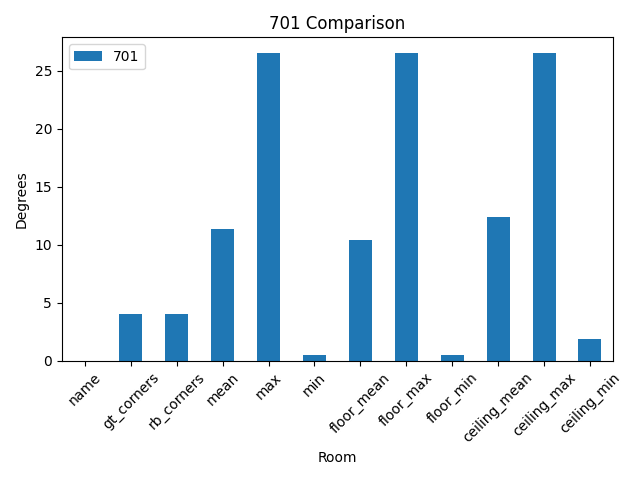 701 Comparison
701
Degrees
25
20
15
10
5
0
name
gt_corners
rb_corners
mean
max
min
floor_mean
floor_max
floor_min
ceiling_mean
ceiling_max
ceiling_min
Room